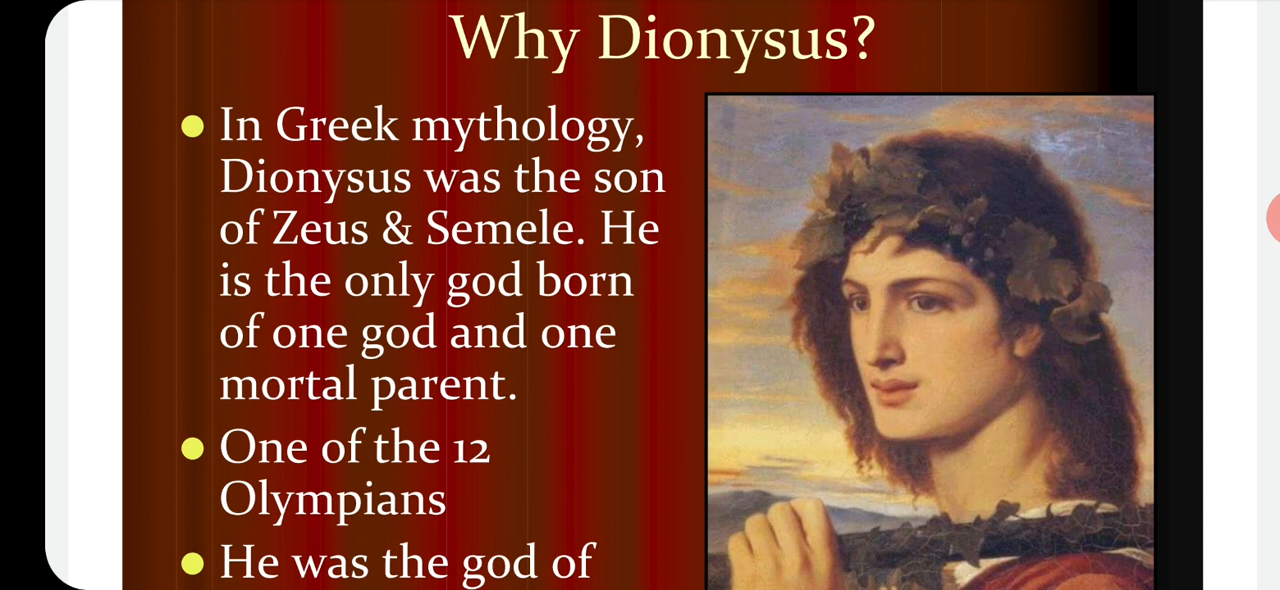 Why Dionysus?
• In Greek mythology,
Dionysus was the son
of Zeus & Semele. He
is the only god born
of one god and one
mortal parent.
• One of the 12
Olympians
• He was the god of